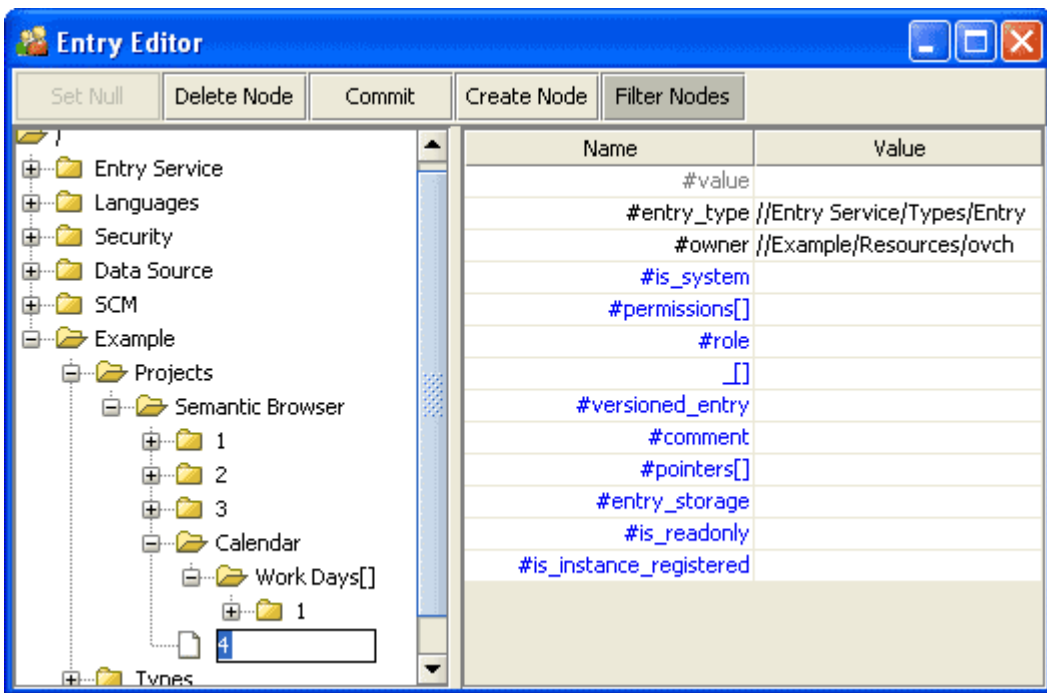 Entry Editor
Set Null Delete Node Commit Create Node Filter Nodes
/
Entry Service
Languages
Security
Data Source
SCM
Example
Projects
Semantic Browser
1
2
3
Calendar
Work Days[]
1
4
Types
Name Value
#value
#entry_type //Entry Service/Types/Entry
#owner //Example/Resources/ovch
#is_system
#permissions[]
#role
_[]
#versioned_entry
#comment
#pointers[]
#entry_storage
#is_readonly
#is_instance_registered